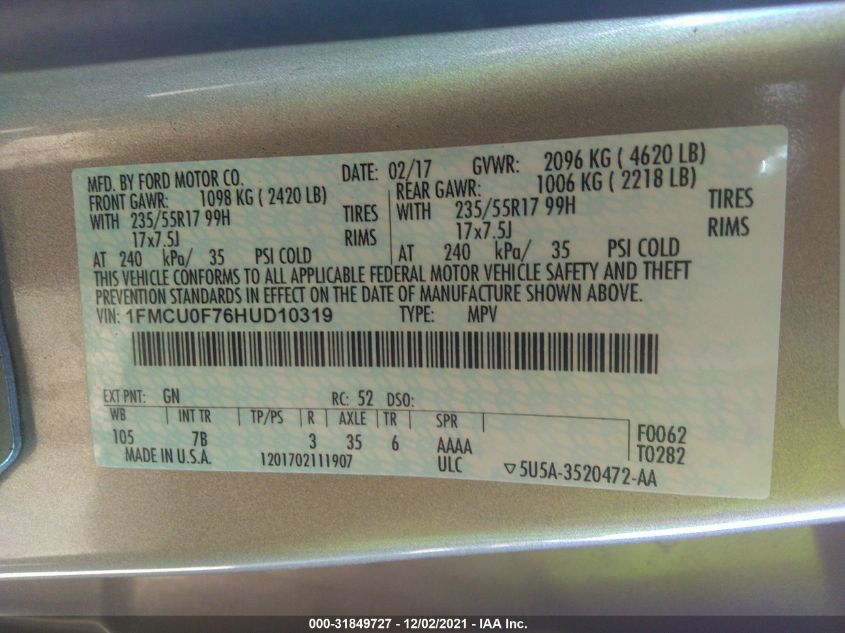 MFD. BY FORD MOTOR CO. DATE: 02/17 GVWR: 2096 KG ( 4620 LB)
FRONT GAWR: 1098 KG ( 2420 LB) REAR GAWR: 1006 KG ( 2218 LB)
WITH 235/55R17 99H TIRES WITH 235/55R17 99H TIRES
17x7.5J RIMS 17x7.5J RIMS
AT 240 kPa/ 35 PSI COLD AT 240 kPa/ 35 PSI COLD
THIS VEHICLE CONFORMS TO ALL APPLICABLE FEDERAL MOTOR VEHICLE SAFETY AND THEFT
PREVENTION STANDARDS IN EFFECT ON THE DATE OF MANUFACTURE SHOWN ABOVE.
VIN: 1FMCU0F76HUD10319 TYPE: MPV
EXT PNT: GN RC: 52 DSO:
WB INT TR TP/PS R AXLE TR SPR
105 7B 3 35 6 AAAA F0062
MADE IN U.S.A. 1201702111907 ULC T0282
▽5U5A-3520472-AA
000-31849727 - 12/02/2021 - IAA Inc.